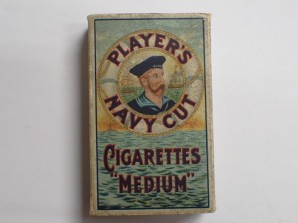 PLAYER'S
NAVY CUT
CIGARETTES
"MEDIUM"